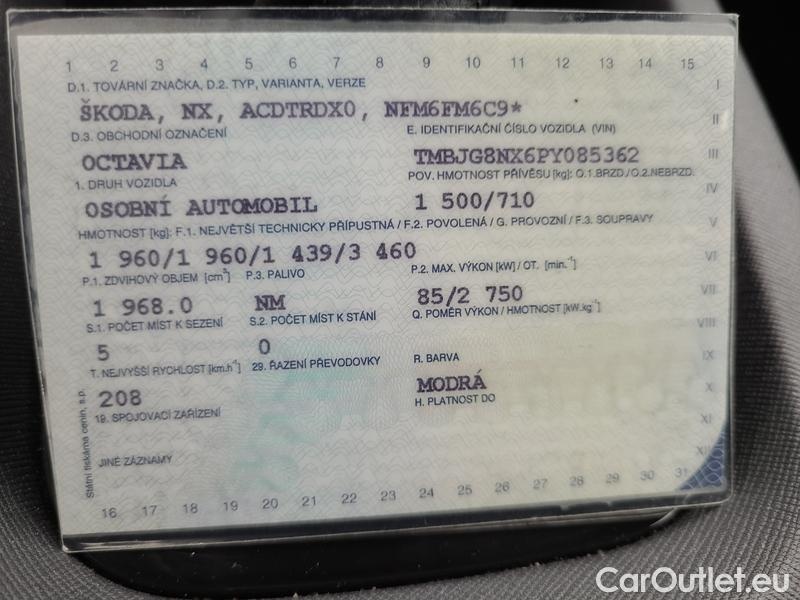 1 2 3 4 5 6 7 8 9 10 11 12 13 14 15
I
D.1. TOVÁRNÍ ZNAČKA, D.2. TYP, VARIANTA, VERZE
ŠKODA, NX, ACDTRDX0, NFM6FM6C9*
II
D.3. OBCHODNÍ OZNAČENÍ E. IDENTIFIKAČNÍ ČÍSLO VOZIDLA (VIN)
OCTAVIA TMBJG8NX6PY085362
III
1. DRUH VOZIDLA POV. HMOTNOST PŘÍVĚSU [kg]: O.1.BRZD./O.2.NEBRZD.
OSOBNÍ AUTOMOBIL 1 500/710
IV
HMOTNOST [kg]: F.1. NEJVĚTŠÍ TECHNICKY PŘÍPUSTNÁ / F.2. POVOLENÁ / G. PROVOZNÍ / F.3. SOUPRAVY
V
1 960/1 960/1 439/3 460
VI
P.1. ZDVIHOVÝ OBJEM [cm³] P.3. PALIVO P.2. MAX. VÝKON [kW] / OT. [min.⁻¹]
1 968.0 NM 85/2 750
VII
S.1. POČET MÍST K SEZENÍ S.2. POČET MÍST K STÁNÍ Q. POMĚR VÝKON / HMOTNOST [kW.kg⁻¹]
VIII
5 0
T. NEJVYŠŠÍ RYCHLOST [km.h⁻¹] 29. ŘAZENÍ PŘEVODOVKY R. BARVA
IX
208 MODRÁ
X
19. SPOJOVACÍ ZAŘÍZENÍ H. PLATNOST DO
XI
JINÉ ZÁZNAMY
XII
Státní tiskárna cenin, s.p.
16 17 18 19 20 21 22 23 24 25 26 27 28 29 30 31
CarOutlet.eu